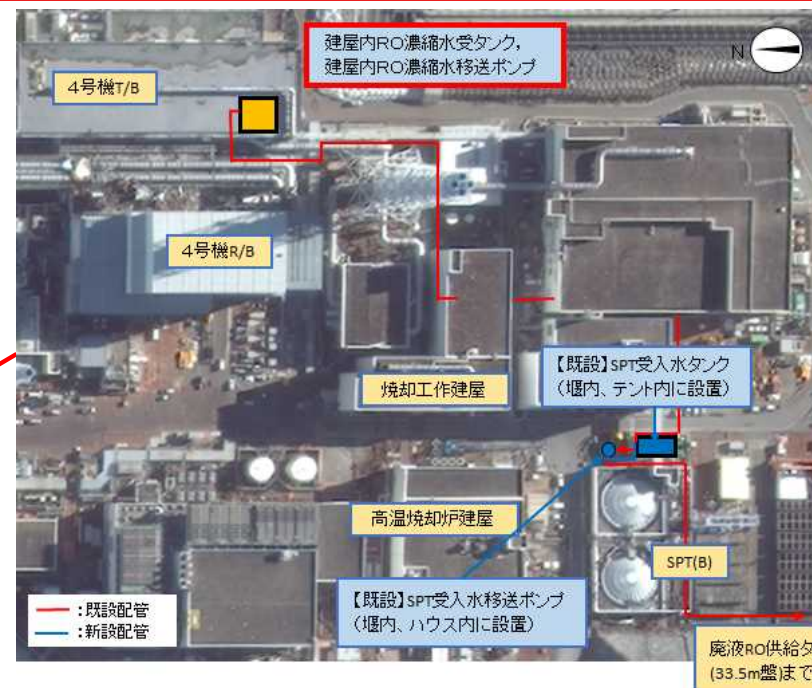 建屋内RO濃縮水受タンク，
建屋内RO濃縮水移送ポンプ
N
4号機T/B
4号機R/B
【既設】SPT受入水タンク
（堰内、テント内に設置）
焼却工作建屋
高温焼却炉建屋
SPT(B)
【既設】SPT受入水移送ポンプ
（堰内、ハウス内に設置）
：既設配管
：新設配管
廃液RO供給タ
(33.5m盤)まで